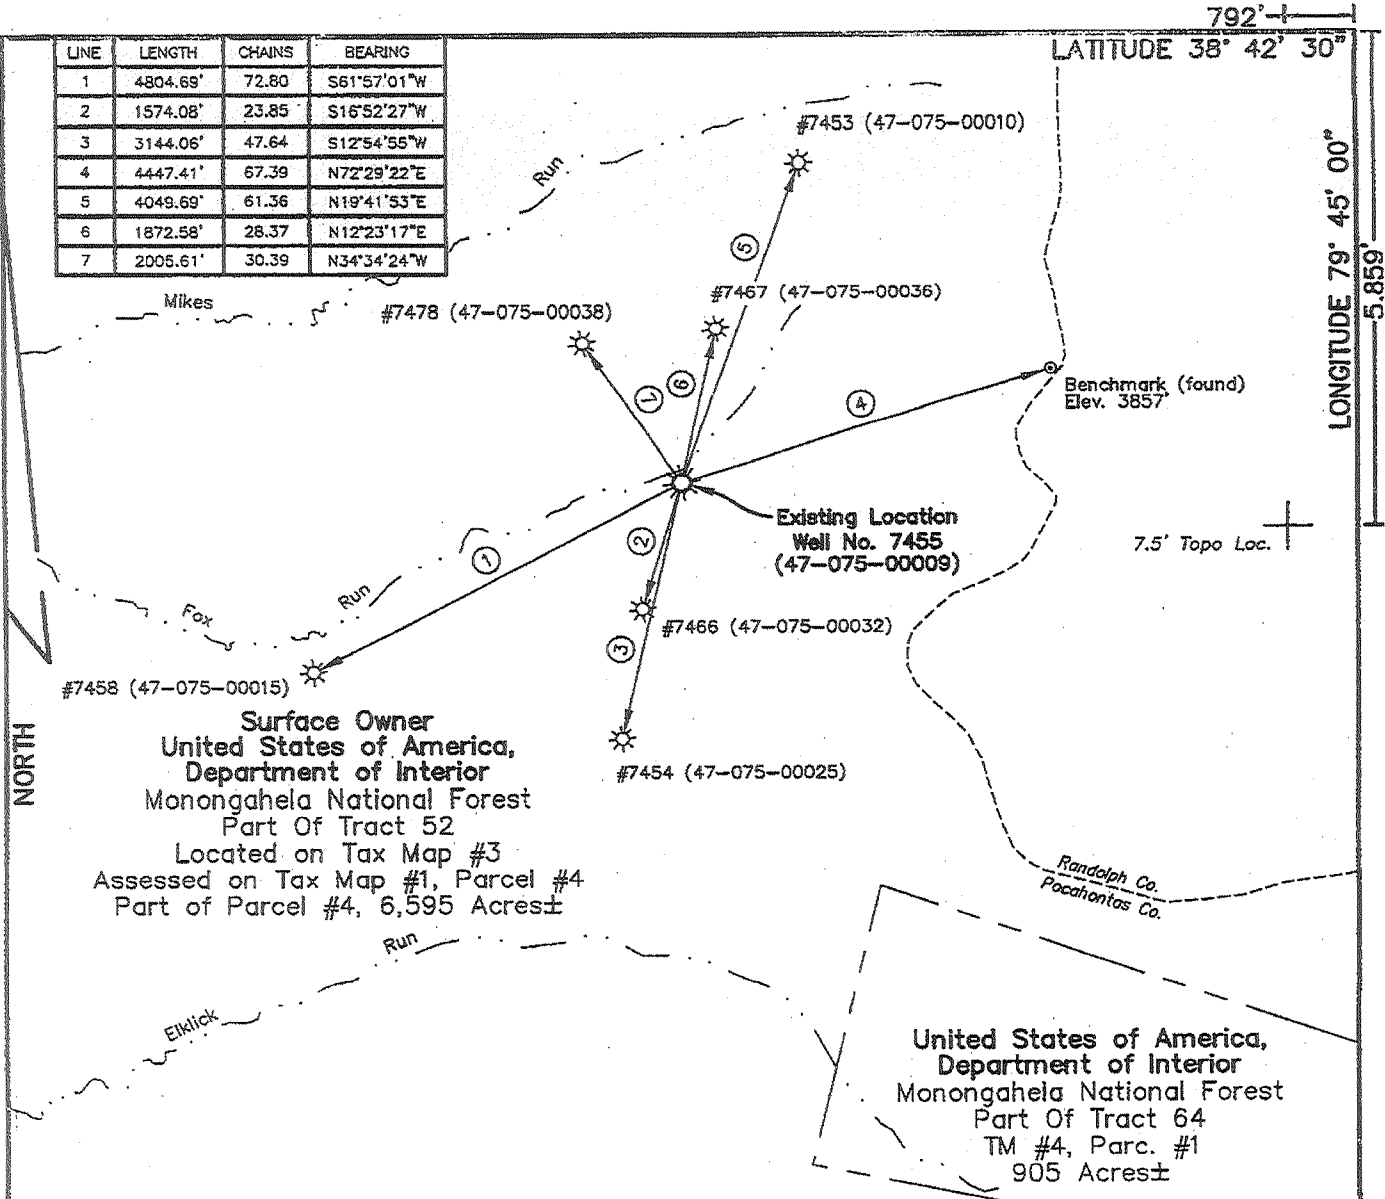 792'
LATITUDE 38° 42' 30"
LINE LENGTH CHAINS BEARING
1 4804.69' 72.80 S61°57'01"W
2 1574.08' 23.85 S16°52'27"W
3 3144.06' 47.64 S12°54'55"W
4 4447.41' 67.39 N72°29'22"E
5 4049.69' 61.36 N19°41'53"E
6 1872.58' 28.37 N12°23'17"E
7 2005.61' 30.39 N34°34'24"W
LONGITUDE 79° 45' 00"
5.859'
#7453 (47-075-00010)
Run
Mikes
5
#7467 (47-075-00036)
#7478 (47-075-00038)
7
6
4
Benchmark (found)
Elev. 3857'
Existing Location
Well No. 7455
(47-075-00009)
7.5' Topo Loc.
1
2
3
Fox
Run
#7466 (47-075-00032)
#7458 (47-075-00015)
#7454 (47-075-00025)
NORTH
Surface Owner
United States of America,
Department of Interior
Monongahela National Forest
Part Of Tract 52
Located on Tax Map #3
Assessed on Tax Map #1, Parcel #4
Part of Parcel #4, 6,595 Acres±
Randolph Co.
Pocahontas Co.
Run
Elklick
United States of America,
Department of Interior
Monongahela National Forest
Part Of Tract 64
TM #4, Parc. #1
905 Acres±